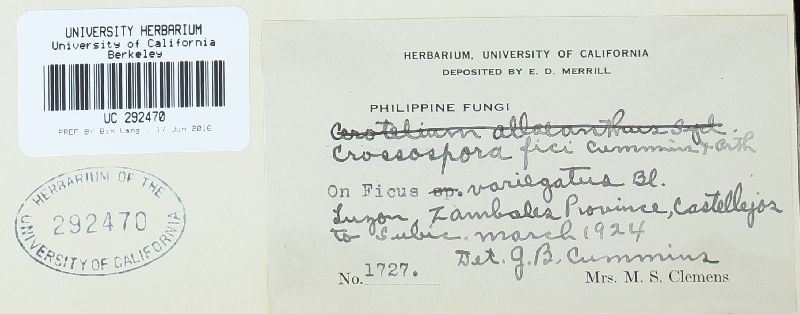 UNIVERSITY HERBARIUM
University of California
Berkeley
UC 292470
PREP BY Bin Wang . 17 Jun 2016
HERBARIUM OF THE
292470
UNIVERSITY OF CALIFORNIA
HERBARIUM, UNIVERSITY OF CALIFORNIA
DEPOSITED BY E. D. MERRILL
PHILIPPINE FUNGI
Cerotelium Syd.
Crossospora fici Cummins & Arth
On Ficus sp. variegatus Bl.
Luzon, Zambales Province, Castellejos
to Subic. march 1924
Det. G. B. Cummins
No. 1727.
Mrs. M. S. Clemens